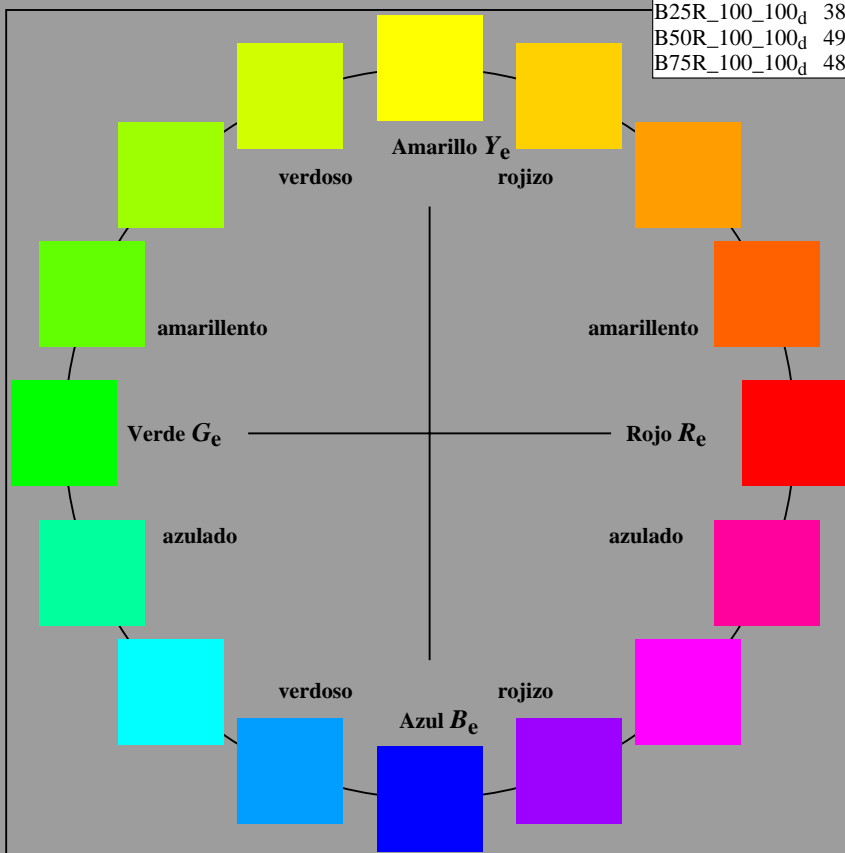 B25R_100_100d 38
B50R_100_100d 49
B75R_100_100d 48
Amarillo Ye
verdoso rojizo
amarillento amarillento
Verde Ge Rojo Re
azulado azulado
verdoso rojizo
Azul Be